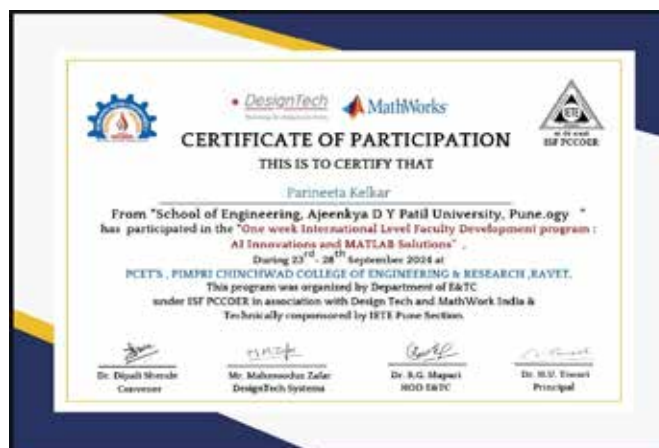 DesignTech
MathWorks
IETE
ISF PCCOER
CERTIFICATE OF PARTICIPATION
THIS IS TO CERTIFY THAT
Parineeta Kelkar
From "School of Engineering, Ajeenkya D Y Patil University, Pune.ogy "
has participated in the "One week International Level Faculty Development program :
AI Innovations and MATLAB Solutions" ,
During 23rd - 28th September 2024 at
PCET'S , PIMPRI CHINCHWAD COLLEGE OF ENGINEERING & RESEARCH ,RAVET.
This program was organized by Department of E&TC
under ISF PCCOER in association with Design Tech and MathWork India &
Technically cosponsored by IETE Pune Section.
Dr. Dipali Shende
Mr. Mahmoodur Zafar
Dr. R.G. Mapari
Dr. H.U. Tiwari
Convener
DesignTech Systems
HOD E&TC
Principal